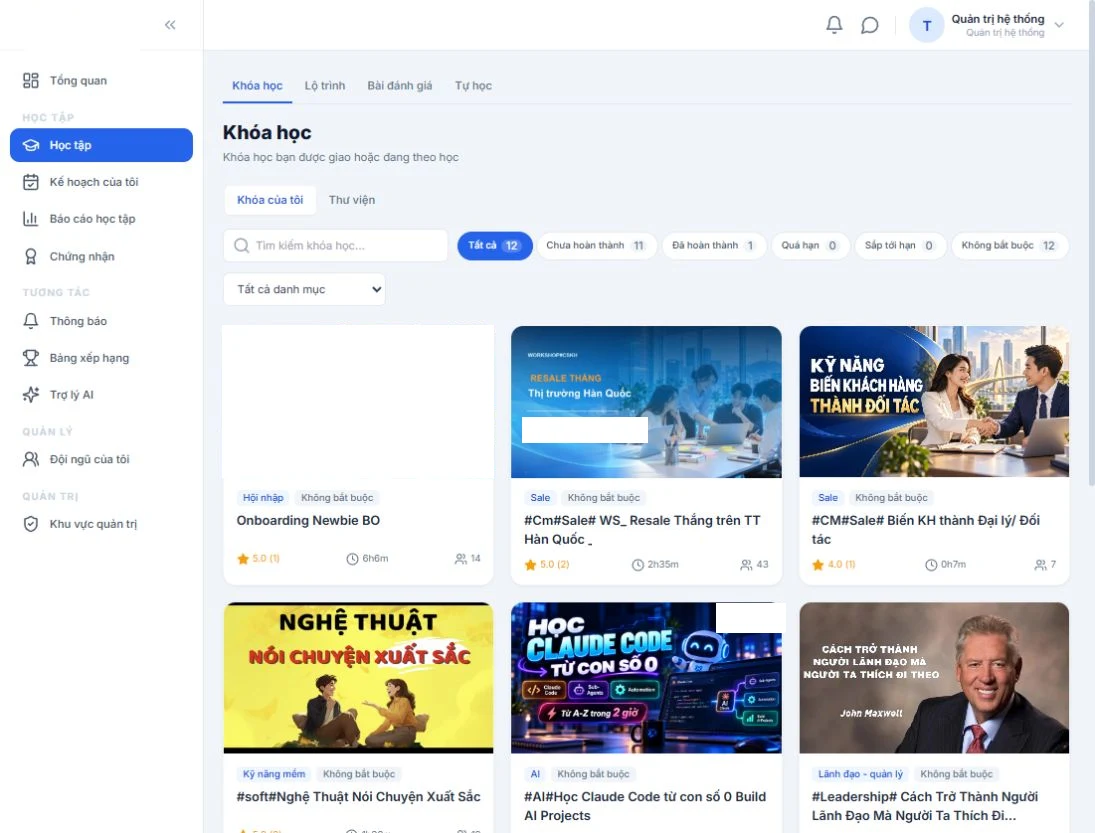 T
Quản trị hệ thống
Quản trị hệ thống
Tổng quan
HỌC TẬP
Học tập
Kế hoạch của tôi
Báo cáo học tập
Chứng nhận
TƯƠNG TÁC
Thông báo
Bảng xếp hạng
Trợ lý AI
QUẢN LÝ
Đội ngũ của tôi
QUẢN TRỊ
Khu vực quản trị
Khóa học
Lộ trình
Bài đánh giá
Tự học
Khóa học
Khóa học bạn được giao hoặc đang theo học
Khóa của tôi
Thư viện
Tìm kiếm khóa học...
Tất cả 12
Chưa hoàn thành 11
Đã hoàn thành 1
Quá hạn 0
Sắp tới hạn 0
Không bắt buộc 12
Tất cả danh mục
Hội nhập
Không bắt buộc
Onboarding Newbie BO
5.0 (1)
6h6m
14
WORKSHOP#CSKH
RESALE THẮNG
Thị trường Hàn Quốc
Sale
Không bắt buộc
#Cm#Sale# WS_ Resale Thắng trên TT
Hàn Quốc _
5.0 (2)
2h35m
43
KỸ NĂNG
BIẾN KHÁCH HÀNG
THÀNH ĐỐI TÁC
Sale
Không bắt buộc
#CM#Sale# Biến KH thành Đại lý/ Đối
tác
4.0 (1)
0h7m
7
NGHỆ THUẬT
NÓI CHUYỆN XUẤT SẮC
Kỹ năng mềm
Không bắt buộc
#soft#Nghệ Thuật Nói Chuyện Xuất Sắc
HỌC
CLAUDE CODE
TỪ CON SỐ 0
Claude
Code
Sub-
Agents
Automation
Từ A-Z trong 2 giờ
AI
Không bắt buộc
#AI#Học Claude Code từ con số 0 Build
AI Projects
CÁCH TRỞ THÀNH
NGƯỜI LÃNH ĐẠO MÀ
NGƯỜI TA THÍCH ĐI THEO
John Maxwell
Lãnh đạo - quản lý
Không bắt buộc
#Leadership# Cách Trở Thành Người
Lãnh Đạo Mà Người Ta Thích Đi...